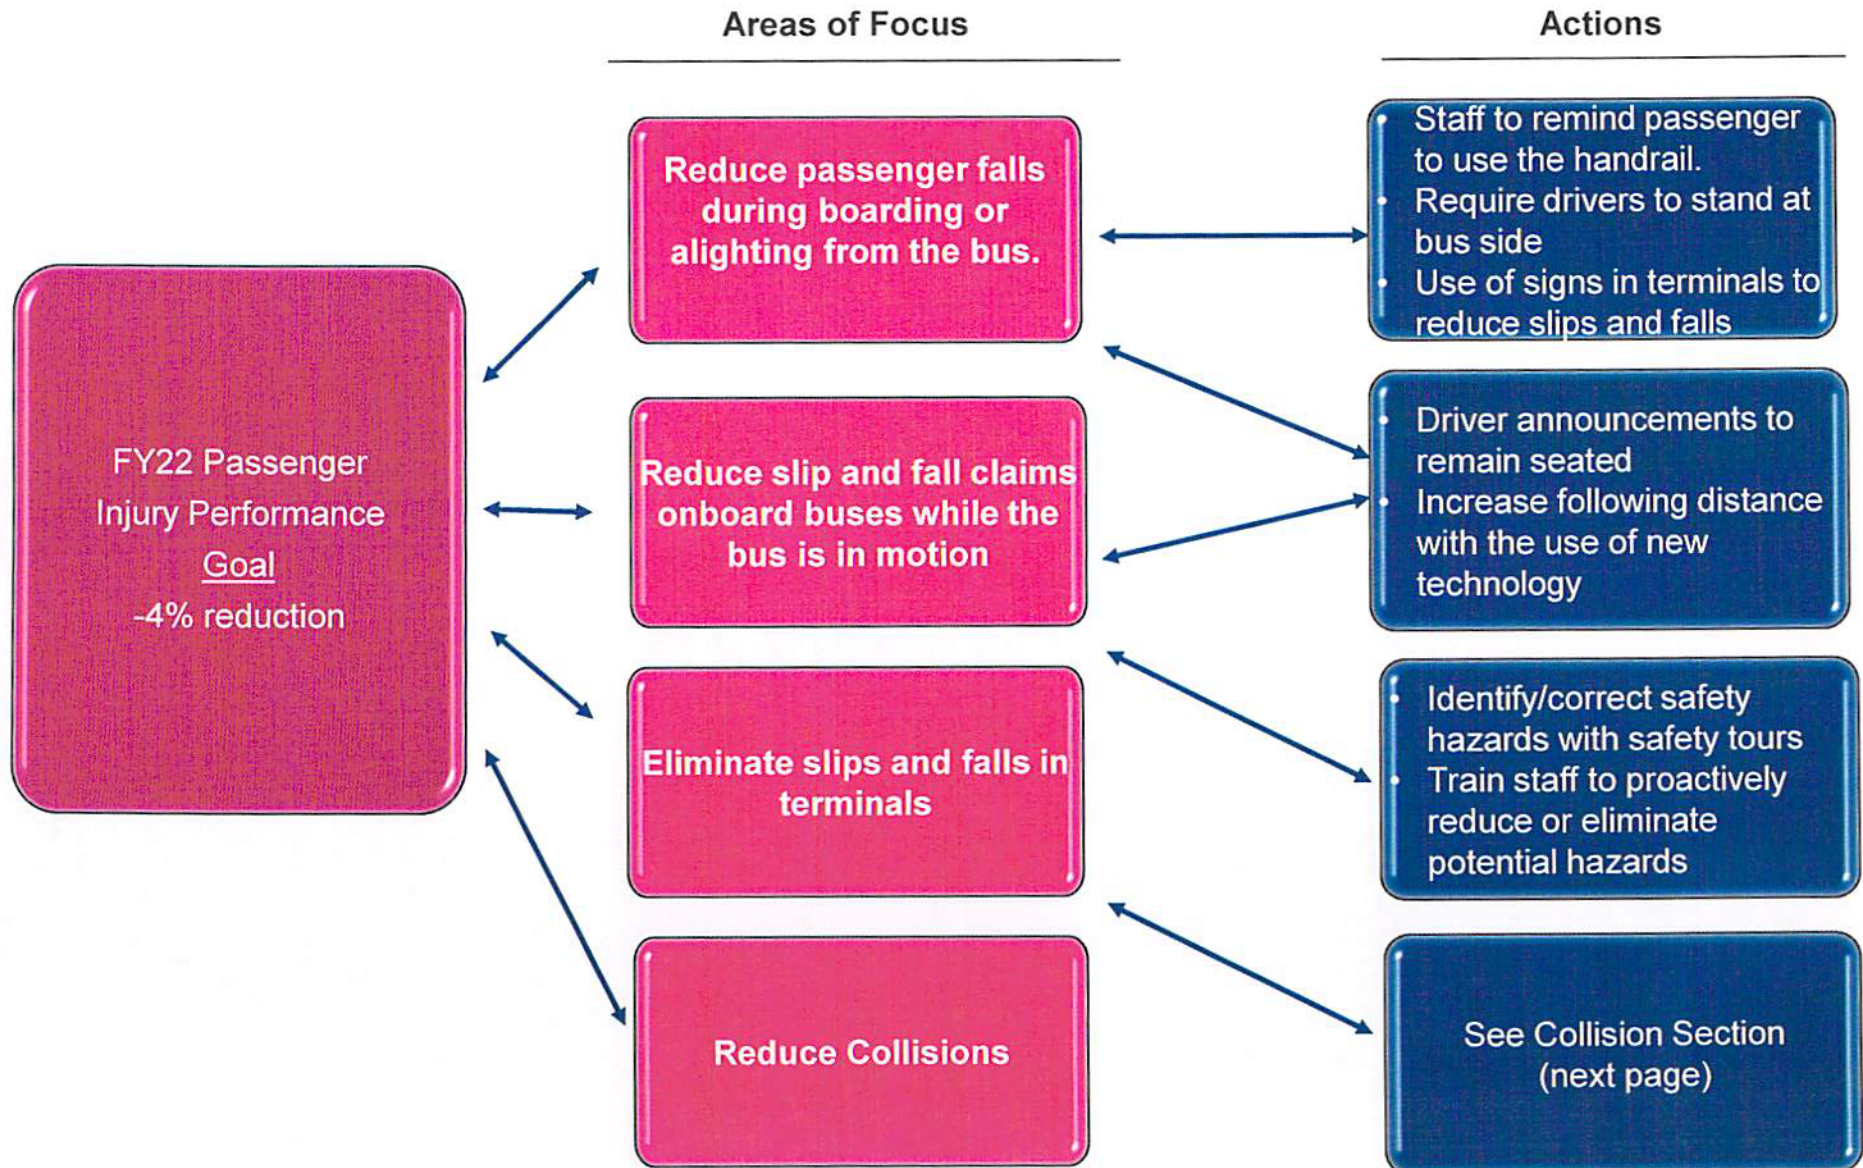 Areas of Focus
Actions
FY22 Passenger
Injury Performance
Goal
-4% reduction
Reduce passenger falls
during boarding or
alighting from the bus.
Reduce slip and fall claims
onboard buses while the
bus is in motion
Eliminate slips and falls in
terminals
Reduce Collisions
• Staff to remind passenger
to use the handrail.
• Require drivers to stand at
bus side
• Use of signs in terminals to
reduce slips and falls
• Driver announcements to
remain seated
• Increase following distance
with the use of new
technology
• Identify/correct safety
hazards with safety tours
• Train staff to proactively
reduce or eliminate
potential hazards
See Collision Section
(next page)